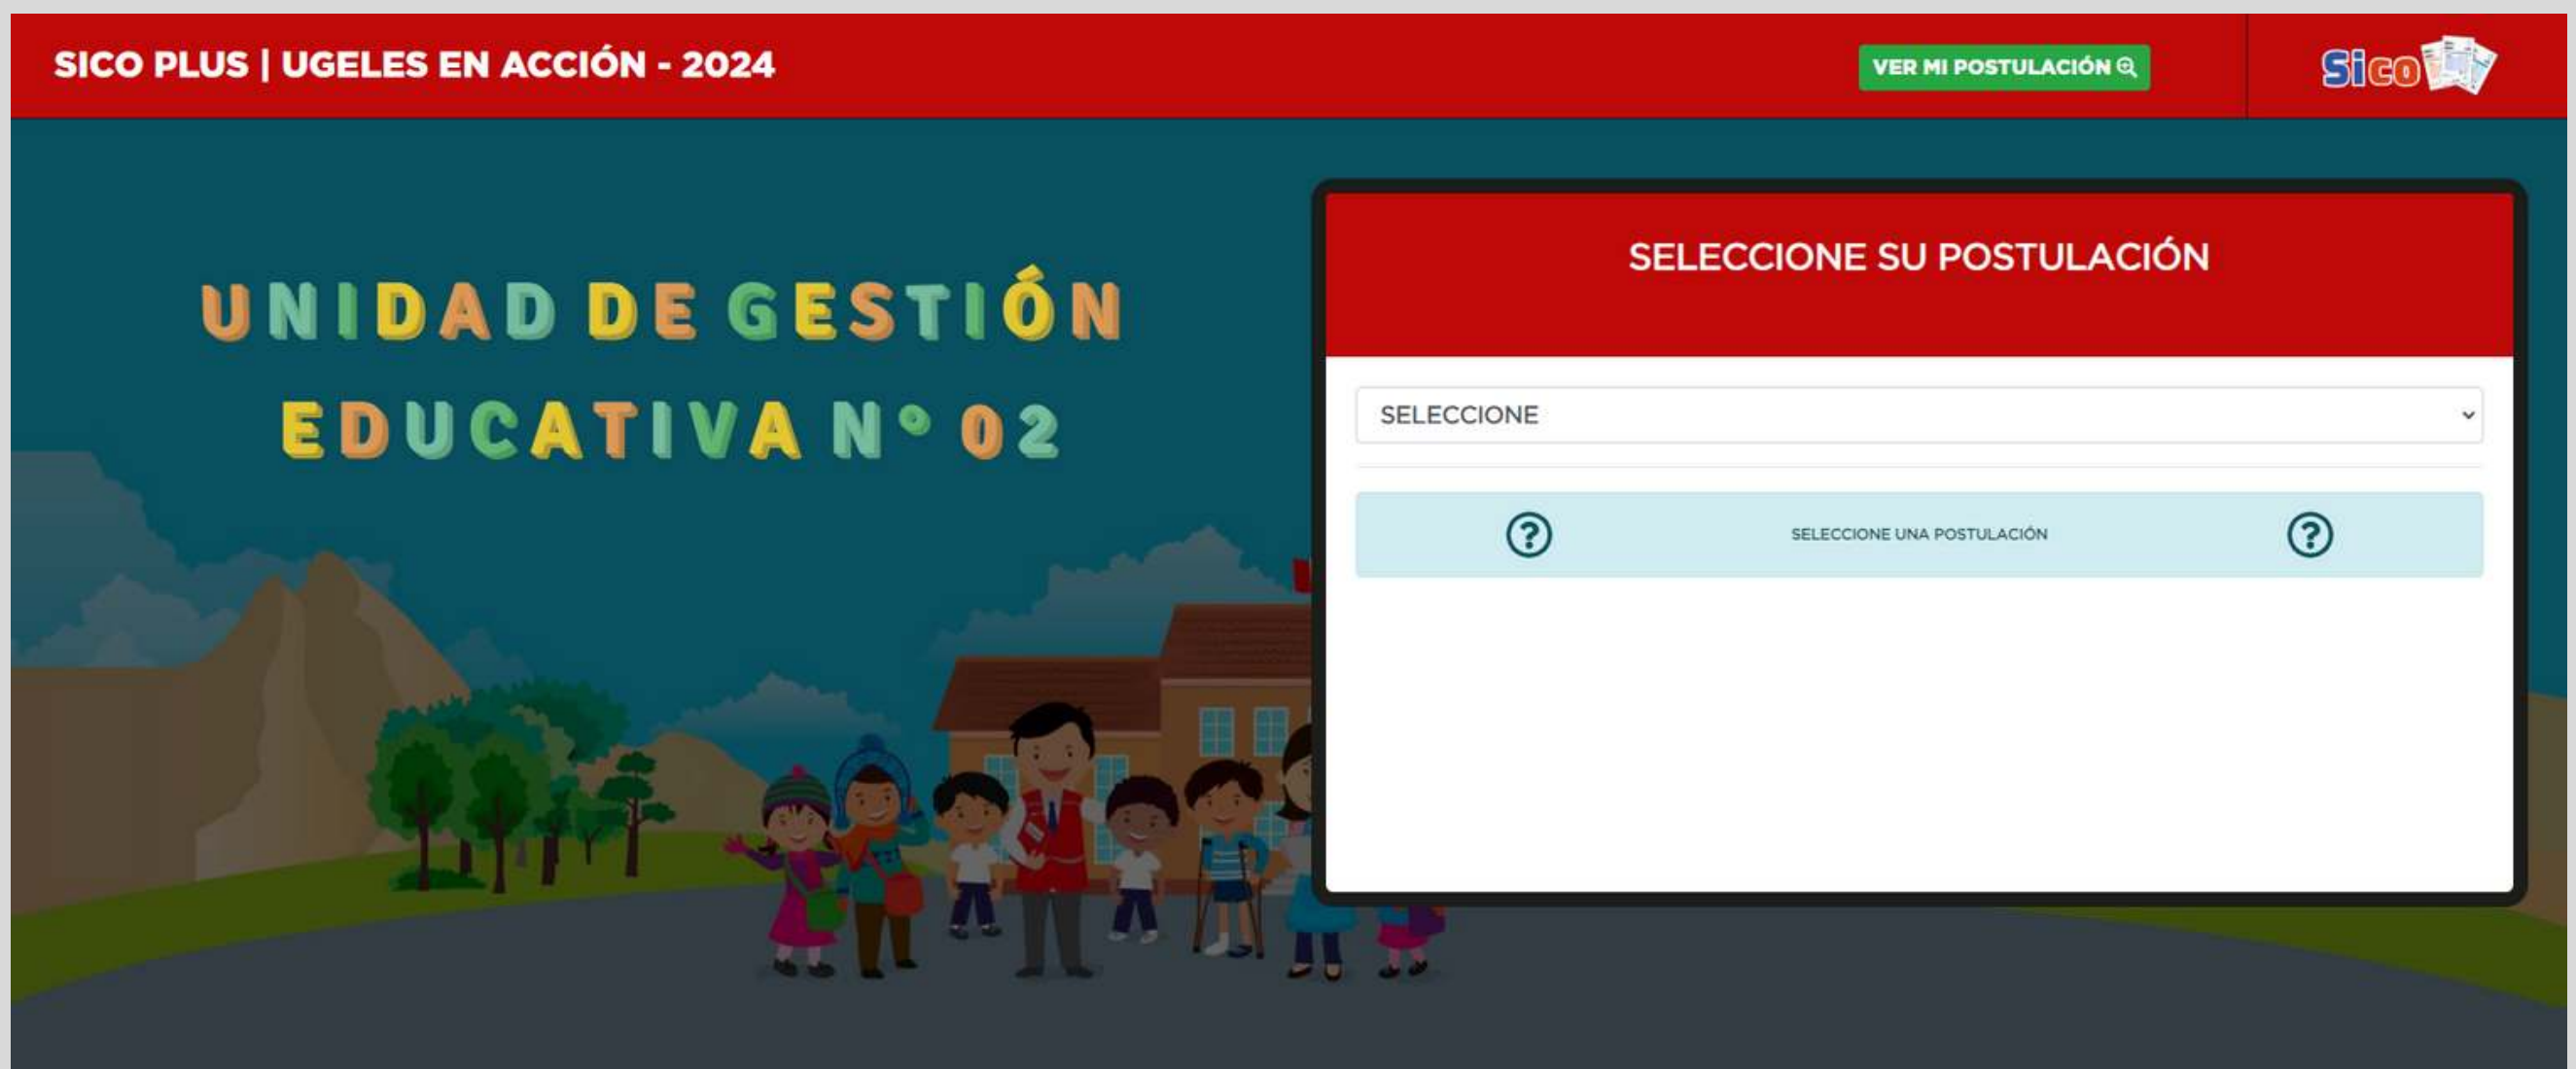 SICO PLUS | UGELES EN ACCIÓN - 2024
VER MI POSTULACIÓN
Sico
UNIDAD DE GESTIÓN
EDUCATIVA Nº 02
SELECCIONE SU POSTULACIÓN
SELECCIONE
SELECCIONE UNA POSTULACIÓN